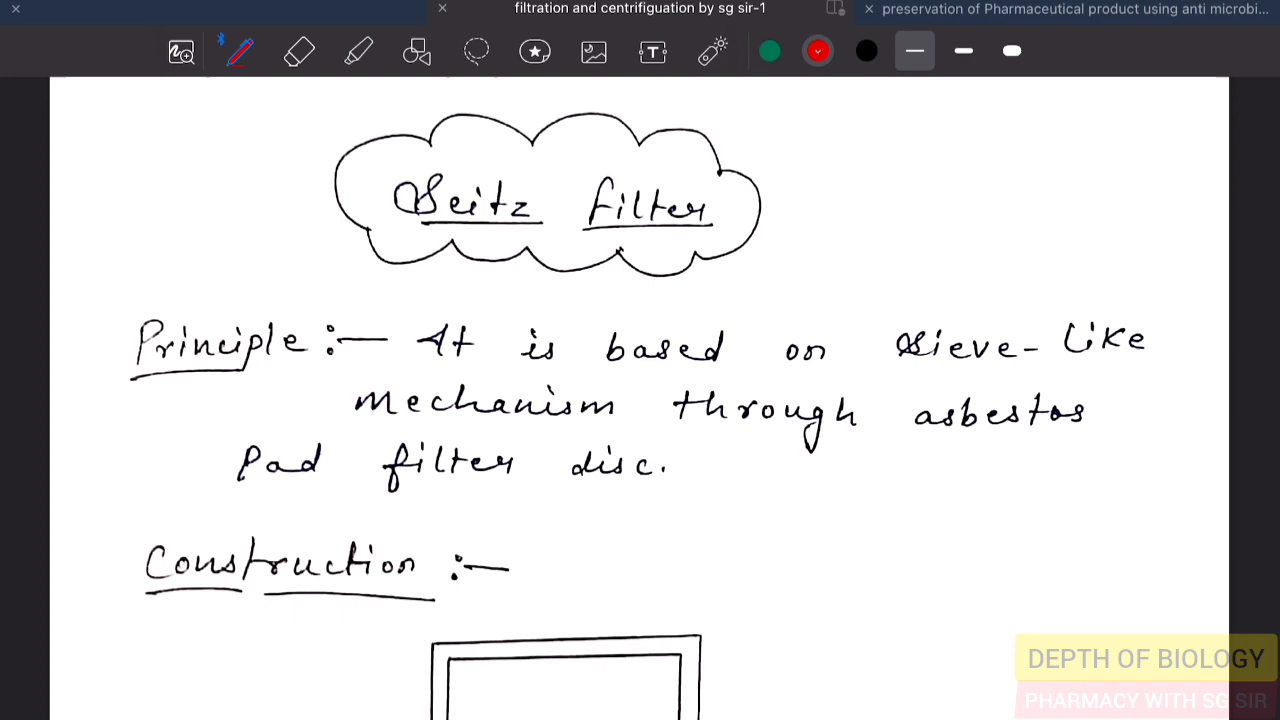 filtration and centrifiguation by sg sir-1
preservation of Pharmaceutical product using anti microbi...
Seitz Filter
Principle :— It is based on sieve-like
mechanism through asbestos
Pad filter disc.
Construction :—
DEPTH OF BIOLOGY
PHARMACY WITH SG SIR